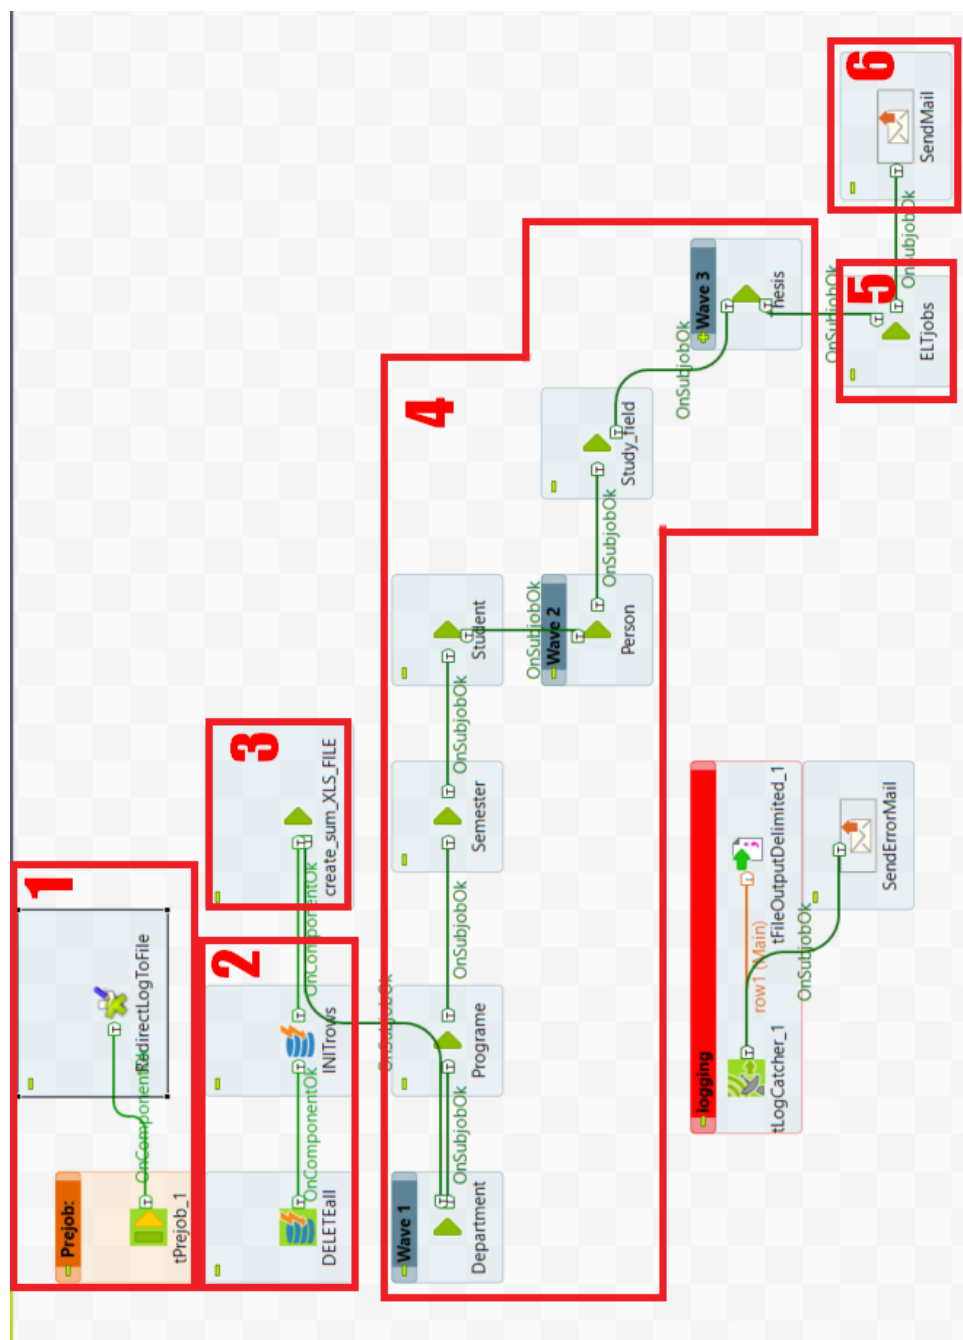 Prejob:
tPrejob_1
OnComponentOk
RedirectLogToFile
1
DELETEall
OnComponentOk
INITrows
2
OnComponentOk
create_sum_XLS_FILE
3
OnSubjobOk
Wave 1
Department
OnSubjobOk
Programe
OnSubjobOk
Semester
OnSubjobOk
Student
4
OnSubjobOk
Wave 2
Person
OnSubjobOk
Study_field
OnSubjobOk
Wave 3
Thesis
OnSubjobOk
5
ELTjobs
OnSubjobOk
6
SendMail
logging
tLogCatcher_1
row1 (Main)
tFileOutputDelimited_1
OnSubjobOk
SendErrorMail